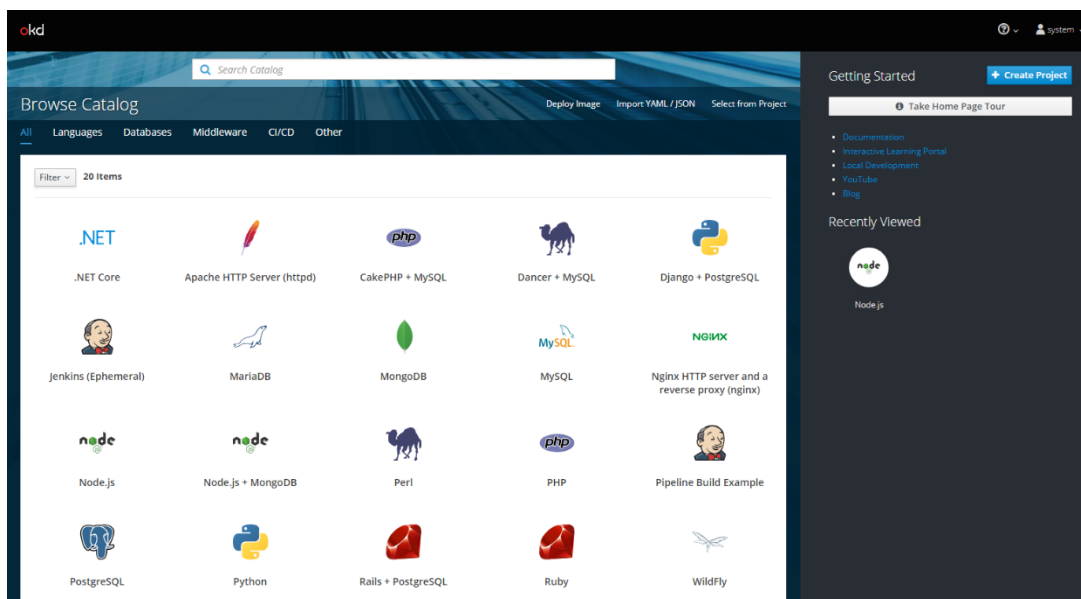 okd
system
Search Catalog
Browse Catalog
Deploy Image Import YAML / JSON Select from Project
All Languages Databases Middleware CI/CD Other
Filter 20 Items
.NET
php
.NET Core
Apache HTTP Server (httpd)
CakePHP + MySQL
Dancer + MySQL
Django + PostgreSQL
MySQL
NGINX
Jenkins (Ephemeral)
MariaDB
MongoDB
MySQL
Nginx HTTP server and a
reverse proxy (nginx)
node
node
php
Node.js
Node.js + MongoDB
Perl
PHP
Pipeline Build Example
PostgreSQL
Python
Rails + PostgreSQL
Ruby
WildFly
Getting Started
+ Create Project
Take Home Page Tour
Documentation
Interactive Learning Portal
Local Development
YouTube
Blog
Recently Viewed
node
Node.js